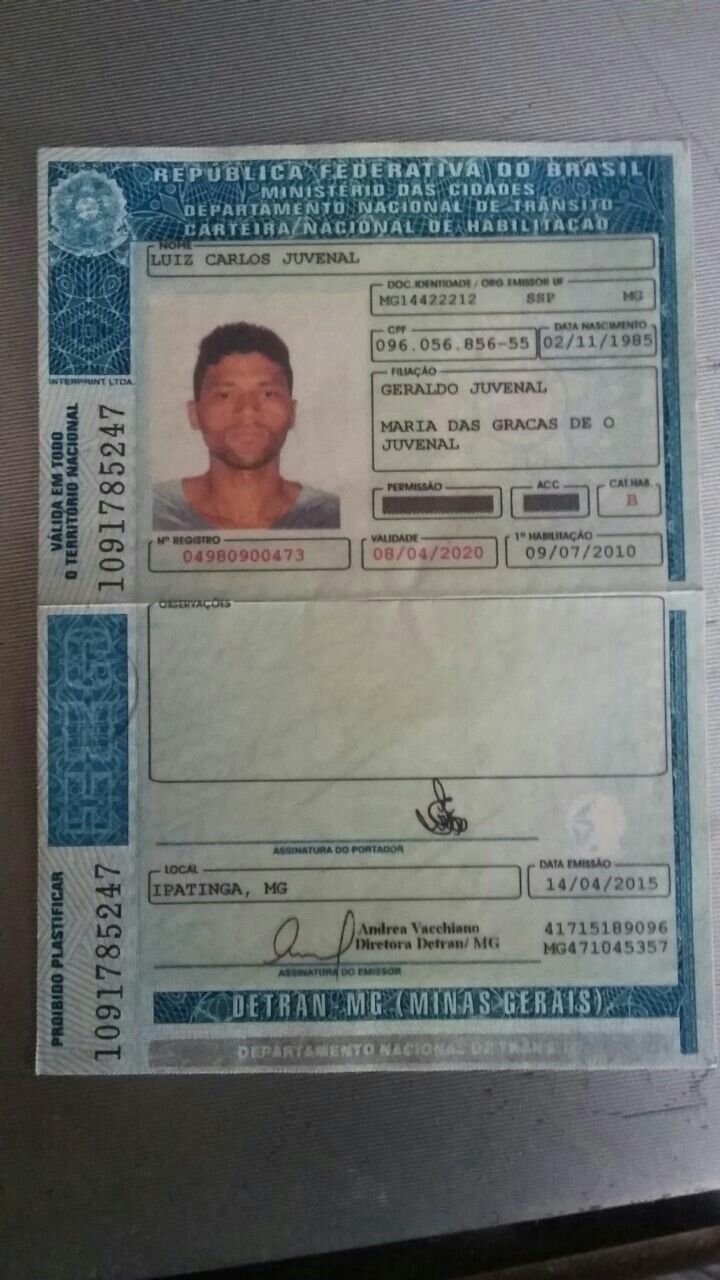 REPÚBLICA FEDERATIVA DO BRASIL
MINISTÉRIO DAS CIDADES
DEPARTAMENTO NACIONAL DE TRÂNSITO
CARTEIRA NACIONAL DE HABILITAÇÃO
NOME
LUIZ CARLOS JUVENAL
DOC. IDENTIDADE / ORG EMISSOR UF
MG14422212 SSP MG
CPF DATA NASCIMENTO
096.056.856-55 02/11/1985
FILIAÇÃO
GERALDO JUVENAL
MARIA DAS GRACAS DE O
JUVENAL
PERMISSÃO ACC CAT HAB
B
Nº REGISTRO VALIDADE 1ª HABILITAÇÃO
04980900473 08/04/2020 09/07/2010
INTERPRINT LTDA.
VÁLIDA EM TODO
O TERRITÓRIO NACIONAL
1091785247
OBSERVAÇÕES
ASSINATURA DO PORTADOR
LOCAL DATA EMISSÃO
IPATINGA, MG 14/04/2015
Andrea Vacchiano
Diretora Detran/ MG
41715189096
MG471045357
ASSINATURA DO EMISSOR
PROIBIDO PLASTIFICAR
1091785247
DETRAN MG (MINAS GERAIS)
DEPARTAMENTO NACIONAL DE TRANSITO